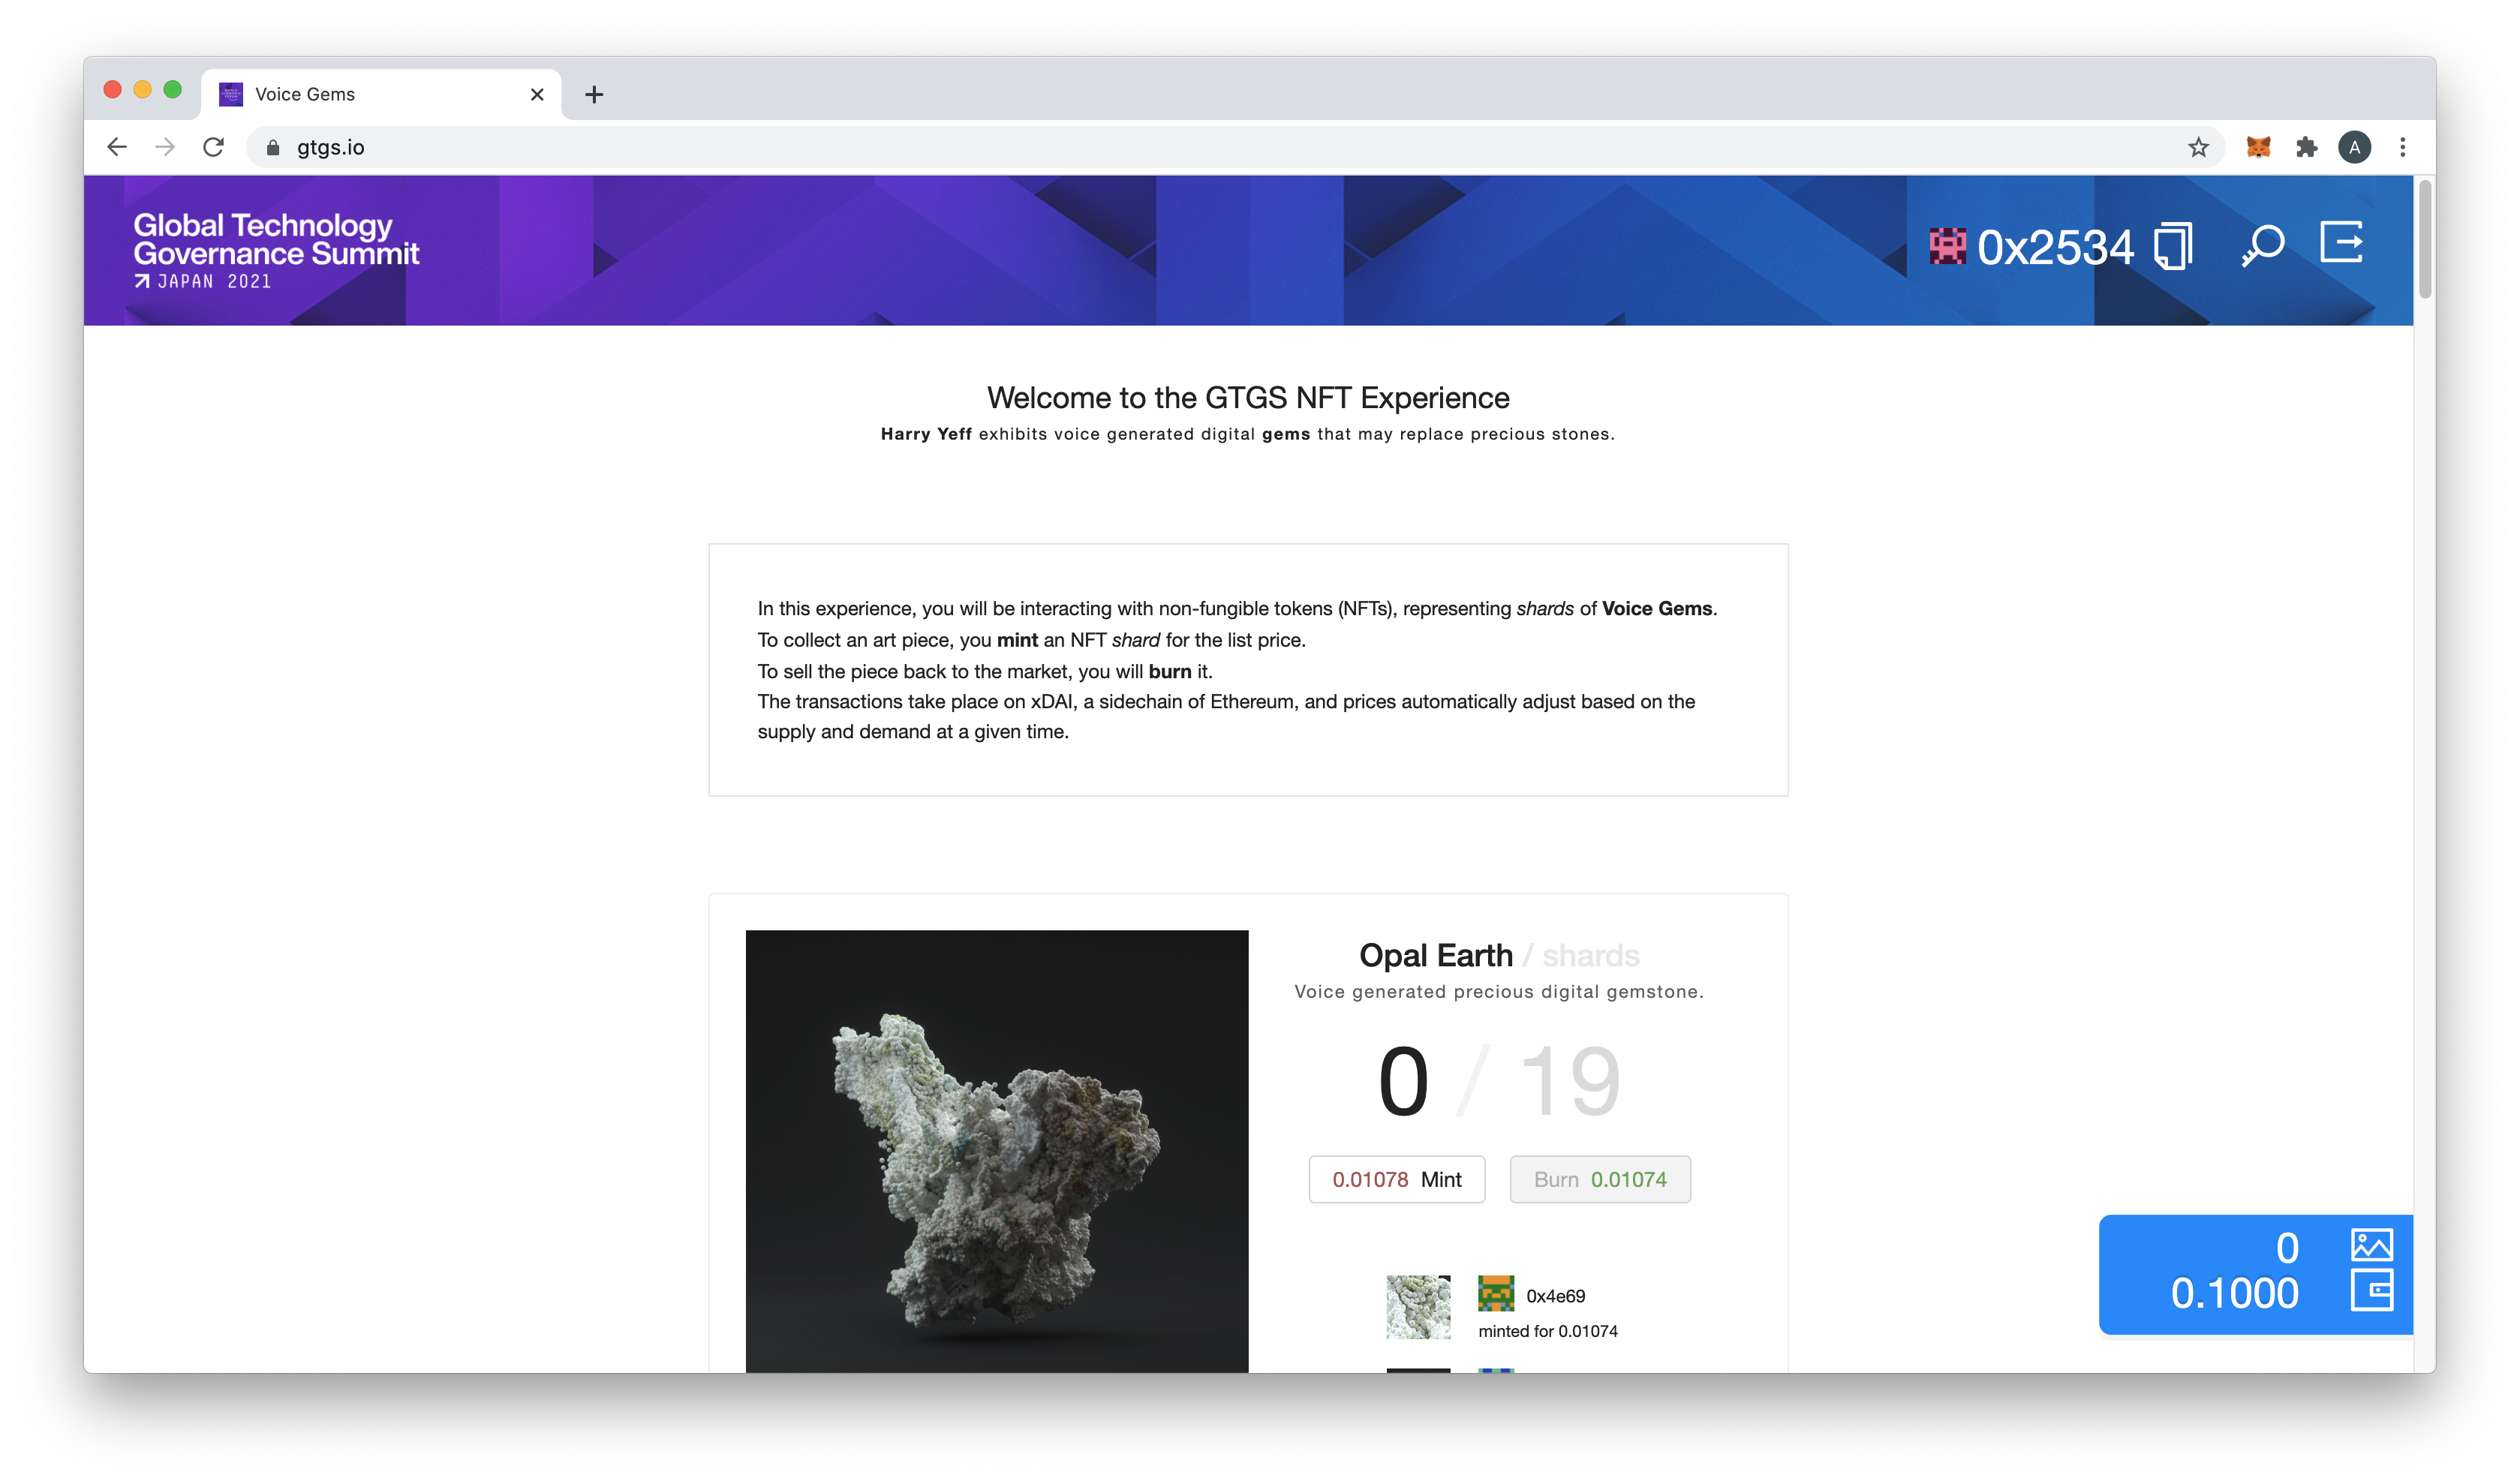 Voice Gems
gtgs.io
A
Global Technology
Governance Summit
JAPAN 2021
0x2534
Welcome to the GTGS NFT Experience
Harry Yeff exhibits voice generated digital gems that may replace precious stones.
In this experience, you will be interacting with non-fungible tokens (NFTs), representing shards of Voice Gems.
To collect an art piece, you mint an NFT shard for the list price.
To sell the piece back to the market, you will burn it.
The transactions take place on xDAI, a sidechain of Ethereum, and prices automatically adjust based on the
supply and demand at a given time.
Opal Earth / shards
Voice generated precious digital gemstone.
0 / 19
0.01078 Mint
Burn 0.01074
0x4e69
minted for 0.01074
0
0.1000